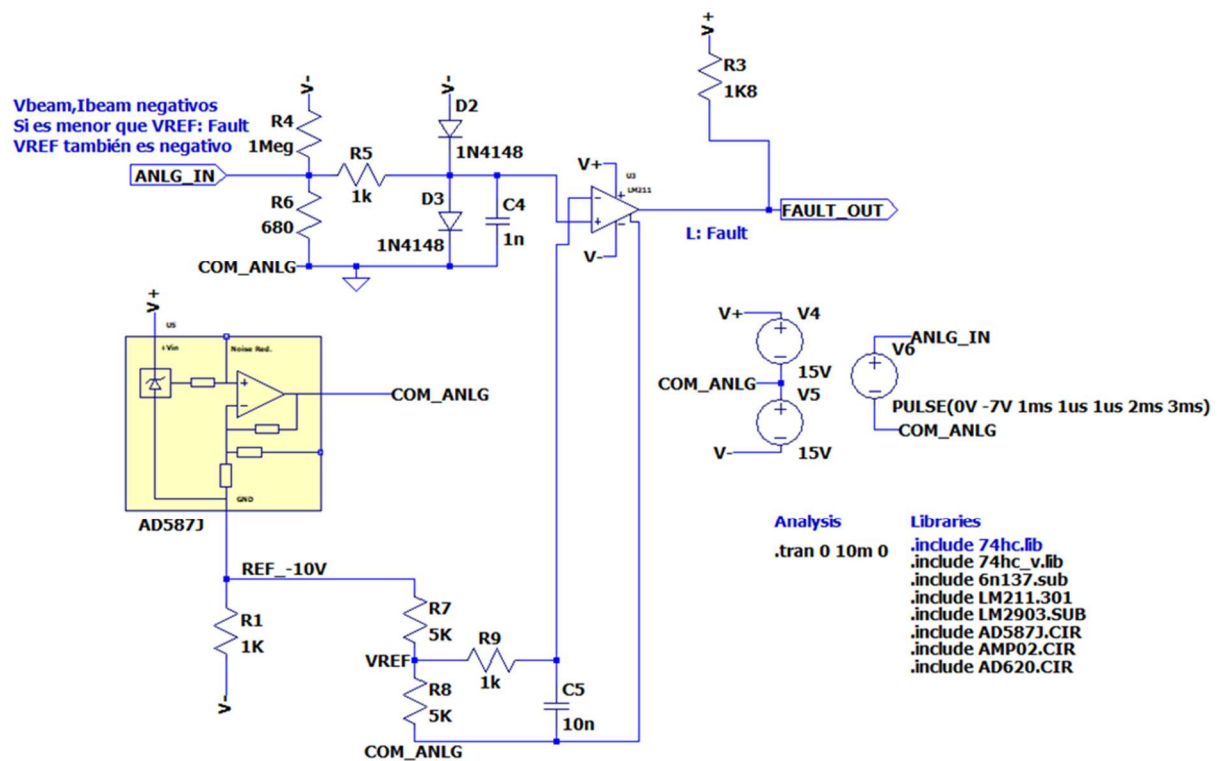 V+
R3
1K8
V-
V-
Vbeam,Ibeam negativos
Si es menor que VREF: Fault
VREF también es negativo
R4
1Meg
D2
1N4148
ANLG_IN
R5
1k
V+
U3
LM211
R6
680
D3
1N4148
C4
1n
FAULT_OUT
L: Fault
COM_ANLG
V-
V+
U5
+Vin
Noise Red.
COM_ANLG
GND
AD587J
V+
V4
15V
COM_ANLG
V5
15V
V-
ANLG_IN
V6
PULSE(0V -7V 1ms 1us 1us 2ms 3ms)
COM_ANLG
Analysis
.tran 0 10m 0
Libraries
.include 74hc.lib
.include 74hc_v.lib
.include 6n137.sub
.include LM211.301
.include LM2903.SUB
.include AD587J.CIR
.include AMP02.CIR
.include AD620.CIR
REF_-10V
R1
1K
V-
R7
5K
VREF
R9
1k
R8
5K
C5
10n
COM_ANLG